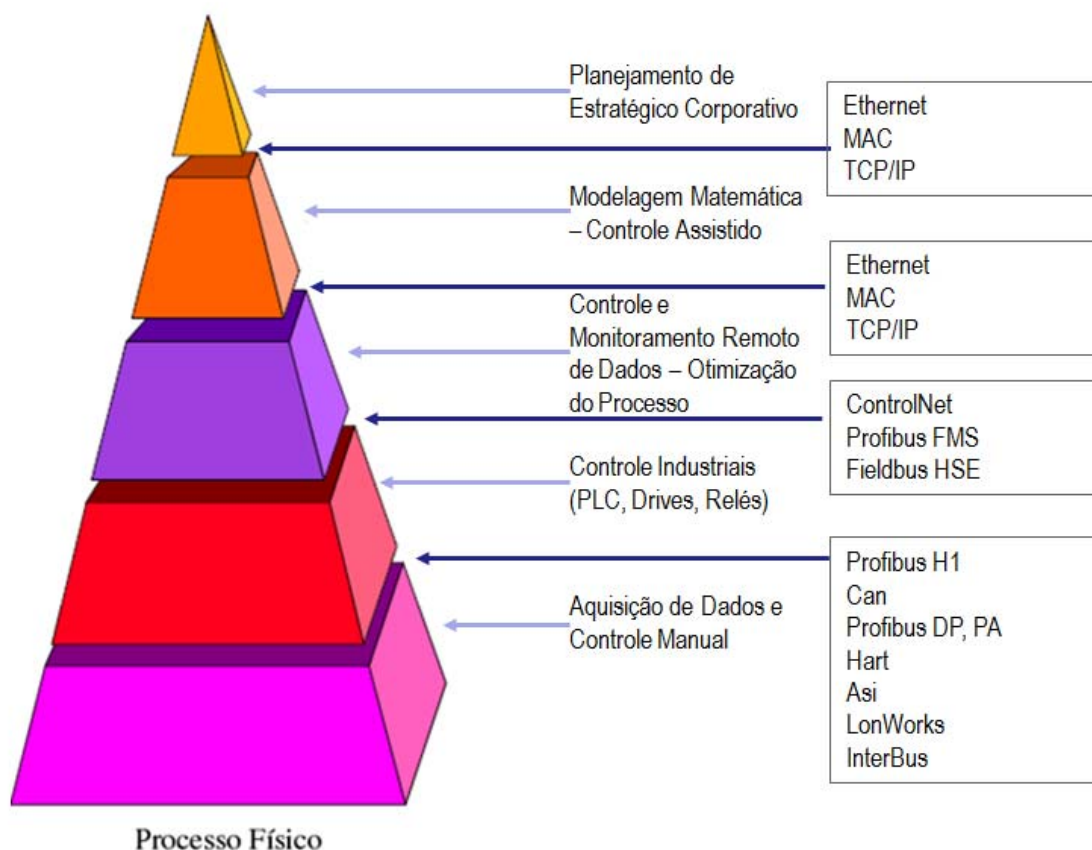 Planejamento de
Estratégico Corporativo
Ethernet
MAC
TCP/IP
Modelagem Matemática
– Controle Assistido
Ethernet
MAC
TCP/IP
Controle e
Monitoramento Remoto
de Dados – Otimização
do Processo
ControlNet
Profibus FMS
Fieldbus HSE
Controle Industriais
(PLC, Drives, Relés)
Profibus H1
Can
Profibus DP, PA
Hart
Asi
LonWorks
InterBus
Aquisição de Dados e
Controle Manual
Processo Físico